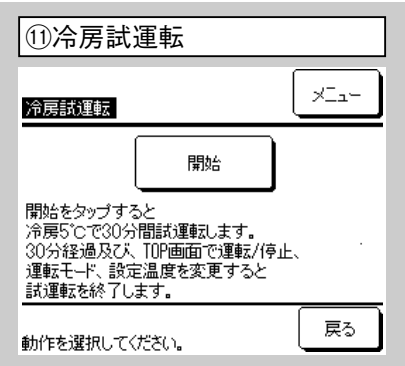 ⑪冷房試運転
メニュー
冷房試運転
開始
開始をタップすると
冷房5℃で30分間試運転します。
30分経過及び、TOP画面で運転/停止、
運転モード、設定温度を変更すると
試運転を終了します。
戻る
動作を選択してください。